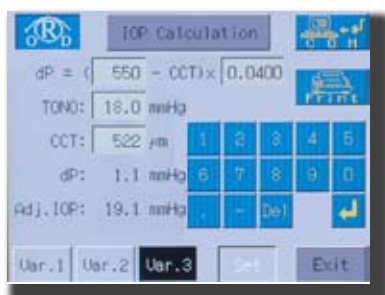 R
O D
IOP Calculation
C O M
dP = ( 550 - CCT)× 0.0400
Print
TONO: 18.0 mmHg
CCT: 522 μm
1 2 3 4 5
dP: 1.1 mmHg
6 7 8 9 0
Adj.IOP: 19.1 mmHg
. - Del
Var.1 Var.2 Var.3 Set Exit